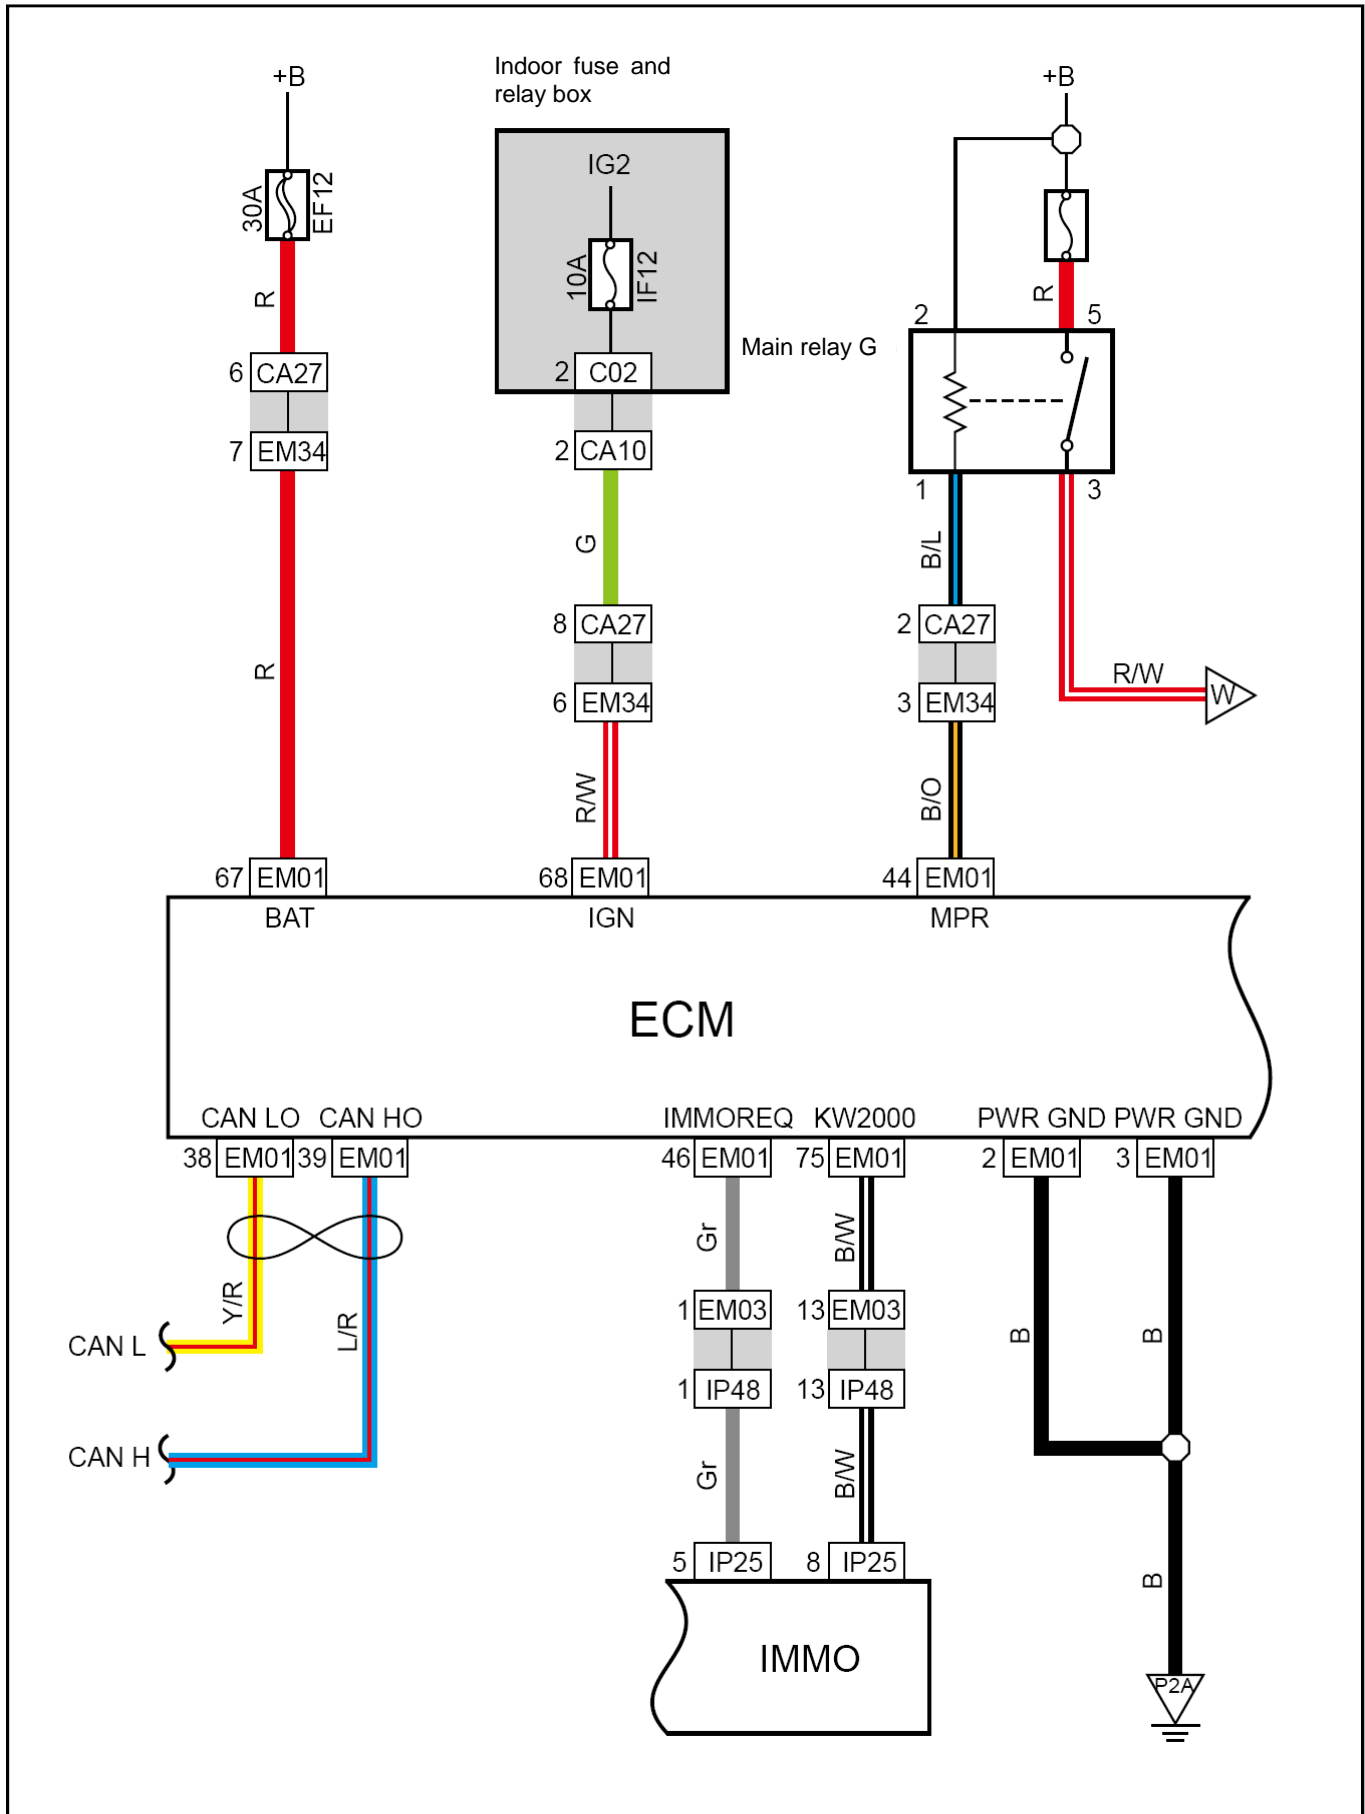 +B
Indoor fuse and
relay box
+B
IG2
30A
EF12
10A
IF12
R
R
2
5
Main relay G
6 CA27
2 C02
7 EM34
2 CA10
1
3
G
B/L
8 CA27
2 CA27
R
R/W
W
6 EM34
3 EM34
R/W
B/O
67 EM01
68 EM01
44 EM01
BAT
IGN
MPR
ECM
CAN LO
CAN HO
IMMOREQ
KW2000
PWR GND
PWR GND
38 EM01
39 EM01
46 EM01
75 EM01
2 EM01
3 EM01
Gr
B/W
Y/R
L/R
1 EM03
13 EM03
B
B
CAN L
1 IP48
13 IP48
CAN H
Gr
B/W
5 IP25
8 IP25
B
IMMO
P2A